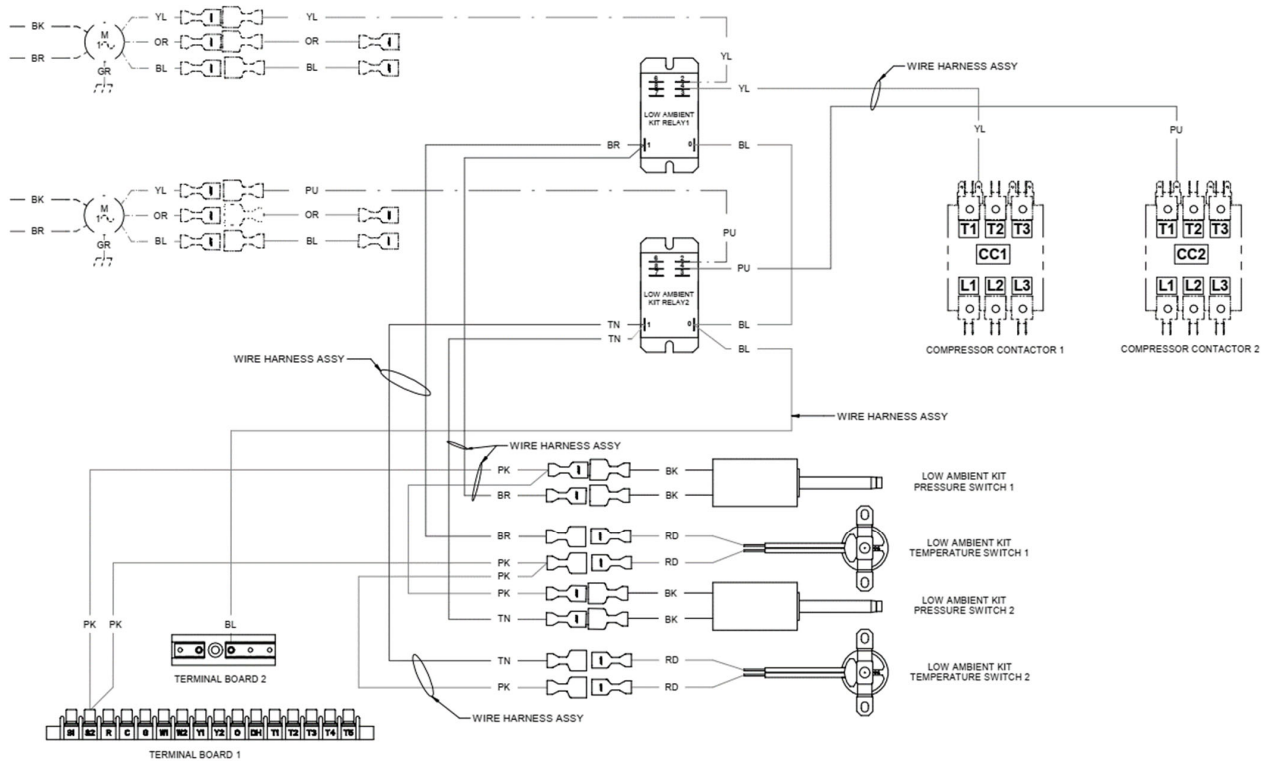 YL YL
BK
M
1
OR OR
BR
BL BL
GR
YL
WIRE HARNESS ASSY
YL
LOW AMBIENT
KIT RELAY1
YL PU
BR 1 0 BL
YL PU
BK
M
1
OR OR
BR
BL BL
GR
PU
PU
LOW AMBIENT
KIT RELAY2
TN 1 0 BL
TN BL
T1 T2 T3
CC1
L1 L2 L3
COMPRESSOR CONTACTOR 1
T1 T2 T3
CC2
L1 L2 L3
COMPRESSOR CONTACTOR 2
WIRE HARNESS ASSY
WIRE HARNESS ASSY
WIRE HARNESS ASSY
PK BK
BR BK
LOW AMBIENT KIT
PRESSURE SWITCH 1
BR RD
PK RD
PK
LOW AMBIENT KIT
TEMPERATURE SWITCH 1
PK BK
TN BK
LOW AMBIENT KIT
PRESSURE SWITCH 2
TN RD
PK RD
LOW AMBIENT KIT
TEMPERATURE SWITCH 2
PK PK BL
TERMINAL BOARD 2
WIRE HARNESS ASSY
S1 S2 R C G W1 W2 Y1 Y2 O DH T1 T2 T3 T4 T5
TERMINAL BOARD 1